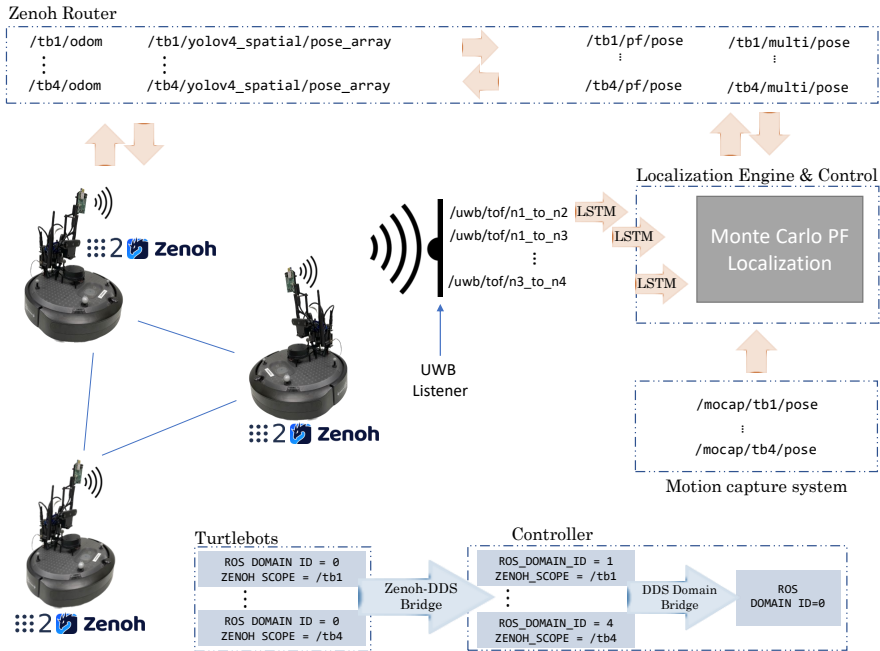 Zenoh Router
/tb1/odom /tb1/yolov4_spatial/pose_array /tb1/pf/pose /tb1/multi/pose
/tb4/odom /tb4/yolov4_spatial/pose_array /tb4/pf/pose /tb4/multi/pose
Localization Engine & Control
/uwb/tof/n1_to_n2 LSTM
/uwb/tof/n1_to_n3 LSTM
/uwb/tof/n3_to_n4 LSTM
Monte Carlo PF
Localization
2 Zenoh
2 Zenoh
2 Zenoh
UWB
Listener
/mocap/tb1/pose
/mocap/tb4/pose
Motion capture system
Turtlebots
ROS DOMAIN ID = 0
ZENOH SCOPE = /tb1
ROS DOMAIN ID = 0
ZENOH SCOPE = /tb4
Zenoh-DDS
Bridge
Controller
ROS_DOMAIN_ID = 1
ZENOH_SCOPE = /tb1
ROS_DOMAIN_ID = 4
ZENOH_SCOPE = /tb4
DDS Domain
Bridge
ROS
DOMAIN ID=0